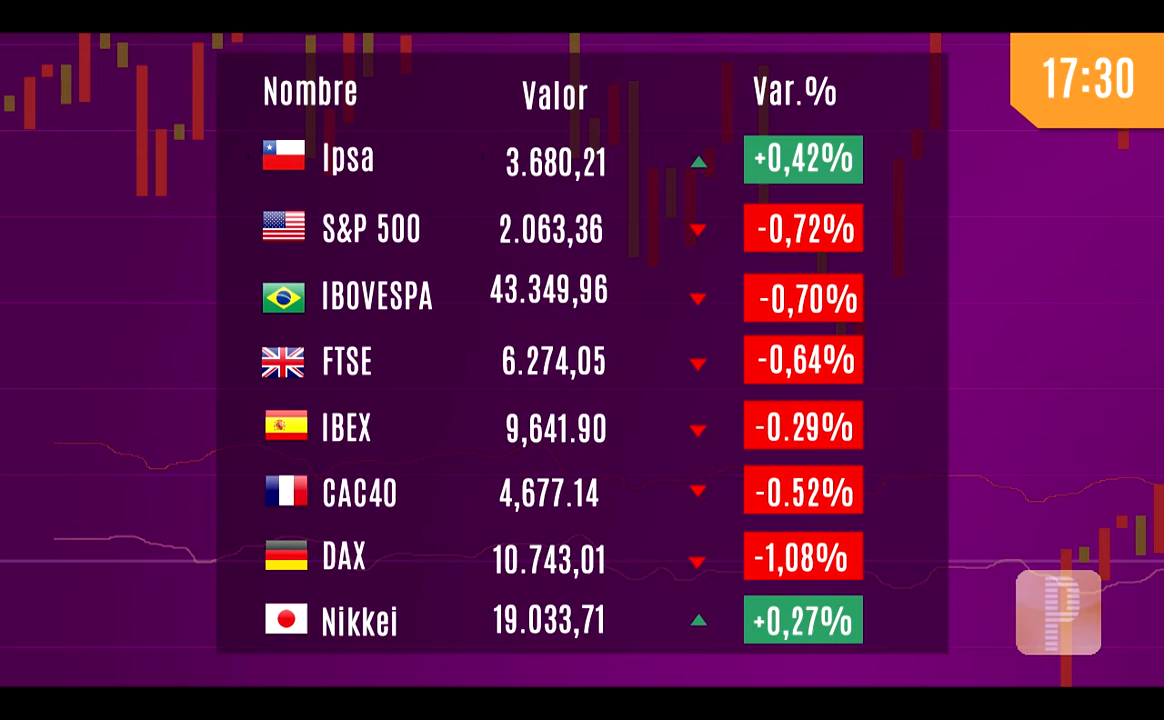 17:30
Nombre Valor Var.%
Ipsa 3.680,21 +0,42%
S&P 500 2.063,36 -0,72%
IBOVESPA 43.349,96 -0,70%
FTSE 6.274,05 -0,64%
IBEX 9,641.90 -0.29%
CAC40 4,677.14 -0.52%
DAX 10.743,01 -1,08%
Nikkei 19.033,71 +0,27%
P